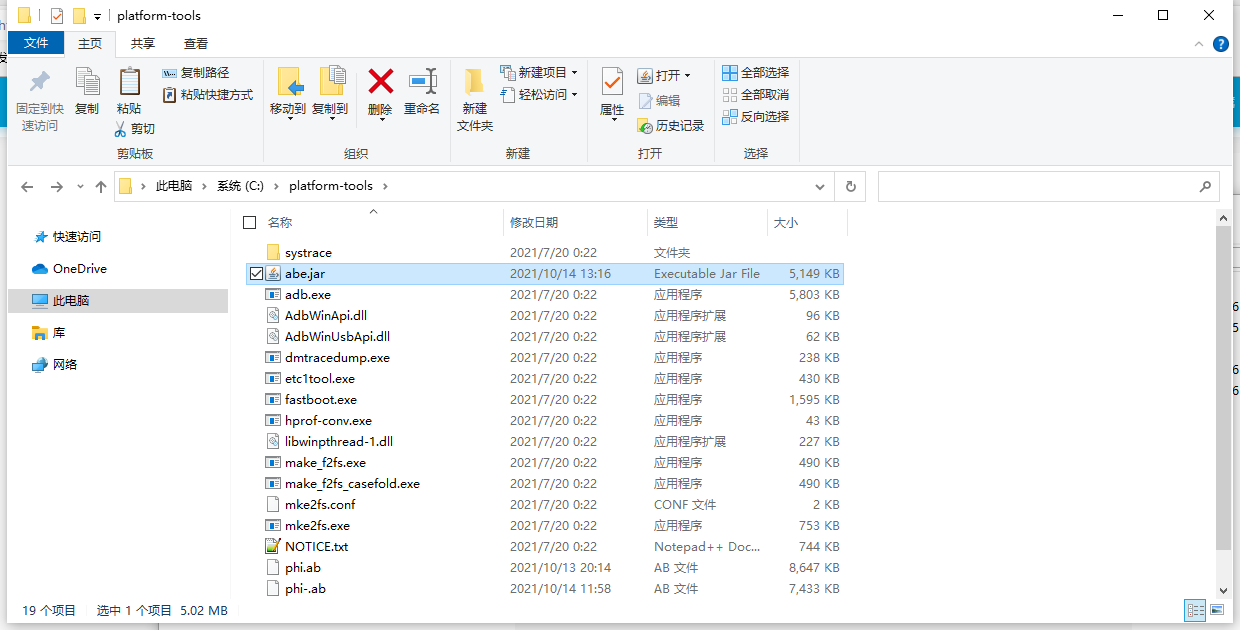 platform-tools
文件 主页 共享 查看
固定到快速访问
复制
粘贴
复制路径
粘贴快捷方式
剪切
剪贴板
移动到 复制到 删除 重命名
组织
新建文件夹
新建项目
轻松访问
新建
属性
打开
编辑
历史记录
打开
全部选择
全部取消
反向选择
选择
此电脑 系统 (C:) platform-tools
快速访问
OneDrive
此电脑
库
网络
名称 修改日期 类型 大小
systrace 2021/7/20 0:22 文件夹
abe.jar 2021/10/14 13:16 Executable Jar File 5,149 KB
adb.exe 2021/7/20 0:22 应用程序 5,803 KB
AdbWinApi.dll 2021/7/20 0:22 应用程序扩展 96 KB
AdbWinUsbApi.dll 2021/7/20 0:22 应用程序扩展 62 KB
dmtracedump.exe 2021/7/20 0:22 应用程序 238 KB
etc1tool.exe 2021/7/20 0:22 应用程序 430 KB
fastboot.exe 2021/7/20 0:22 应用程序 1,595 KB
hprof-conv.exe 2021/7/20 0:22 应用程序 43 KB
libwinpthread-1.dll 2021/7/20 0:22 应用程序扩展 227 KB
make_f2fs.exe 2021/7/20 0:22 应用程序 490 KB
make_f2fs_casefold.exe 2021/7/20 0:22 应用程序 490 KB
mke2fs.conf 2021/7/20 0:22 CONF 文件 2 KB
mke2fs.exe 2021/7/20 0:22 应用程序 753 KB
NOTICE.txt 2021/7/20 0:22 Notepad++ Doc... 744 KB
phi.ab 2021/10/13 20:14 AB 文件 8,647 KB
phi-.ab 2021/10/14 11:58 AB 文件 7,433 KB
19 个项目 选中 1 个项目 5.02 MB